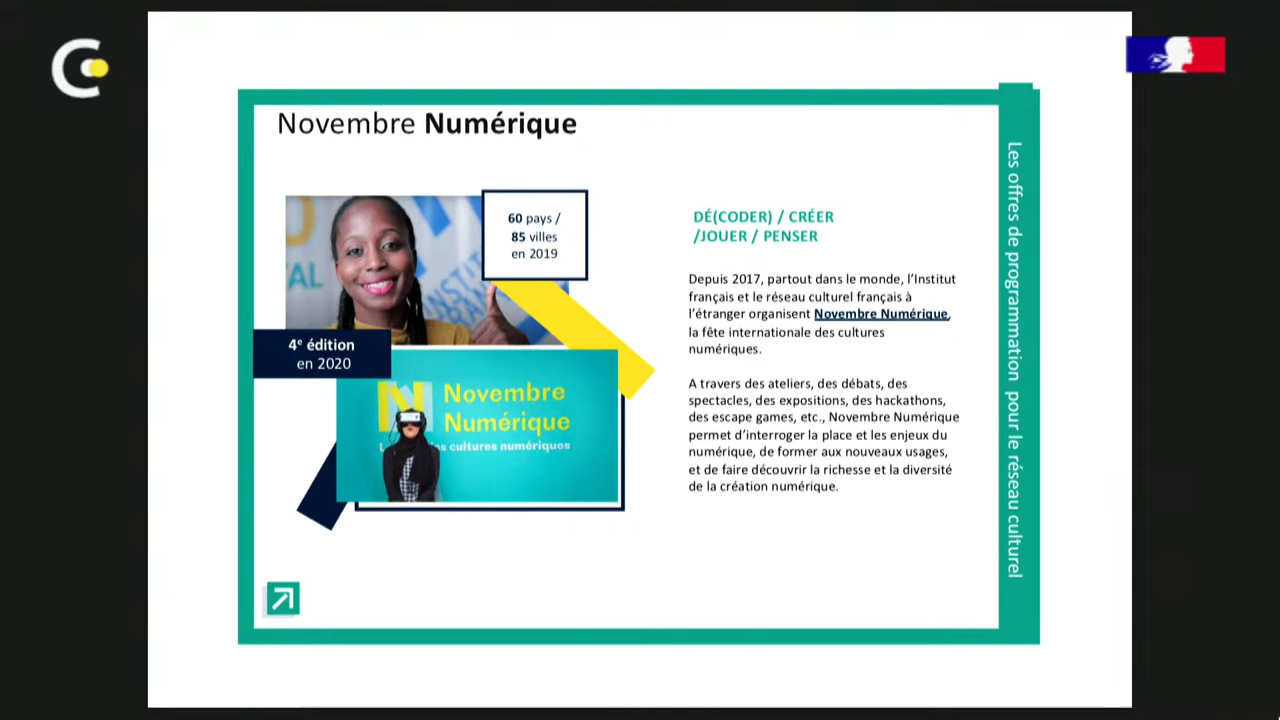 Novembre Numérique
60 pays /
85 villes
en 2019
4e édition
en 2020
Novembre
Numérique
es cultures numériques
DÉ(CODER) / CRÉER
/JOUER / PENSER
Depuis 2017, partout dans le monde, l'Institut
français et le réseau culturel français à
l'étranger organisent Novembre Numérique,
la fête internationale des cultures
numériques.
A travers des ateliers, des débats, des
spectacles, des expositions, des hackathons,
des escape games, etc., Novembre Numérique
permet d'interroger la place et les enjeux du
numérique, de former aux nouveaux usages,
et de faire découvrir la richesse et la diversité
de la création numérique.
Les offres de programmation pour le réseau culturel